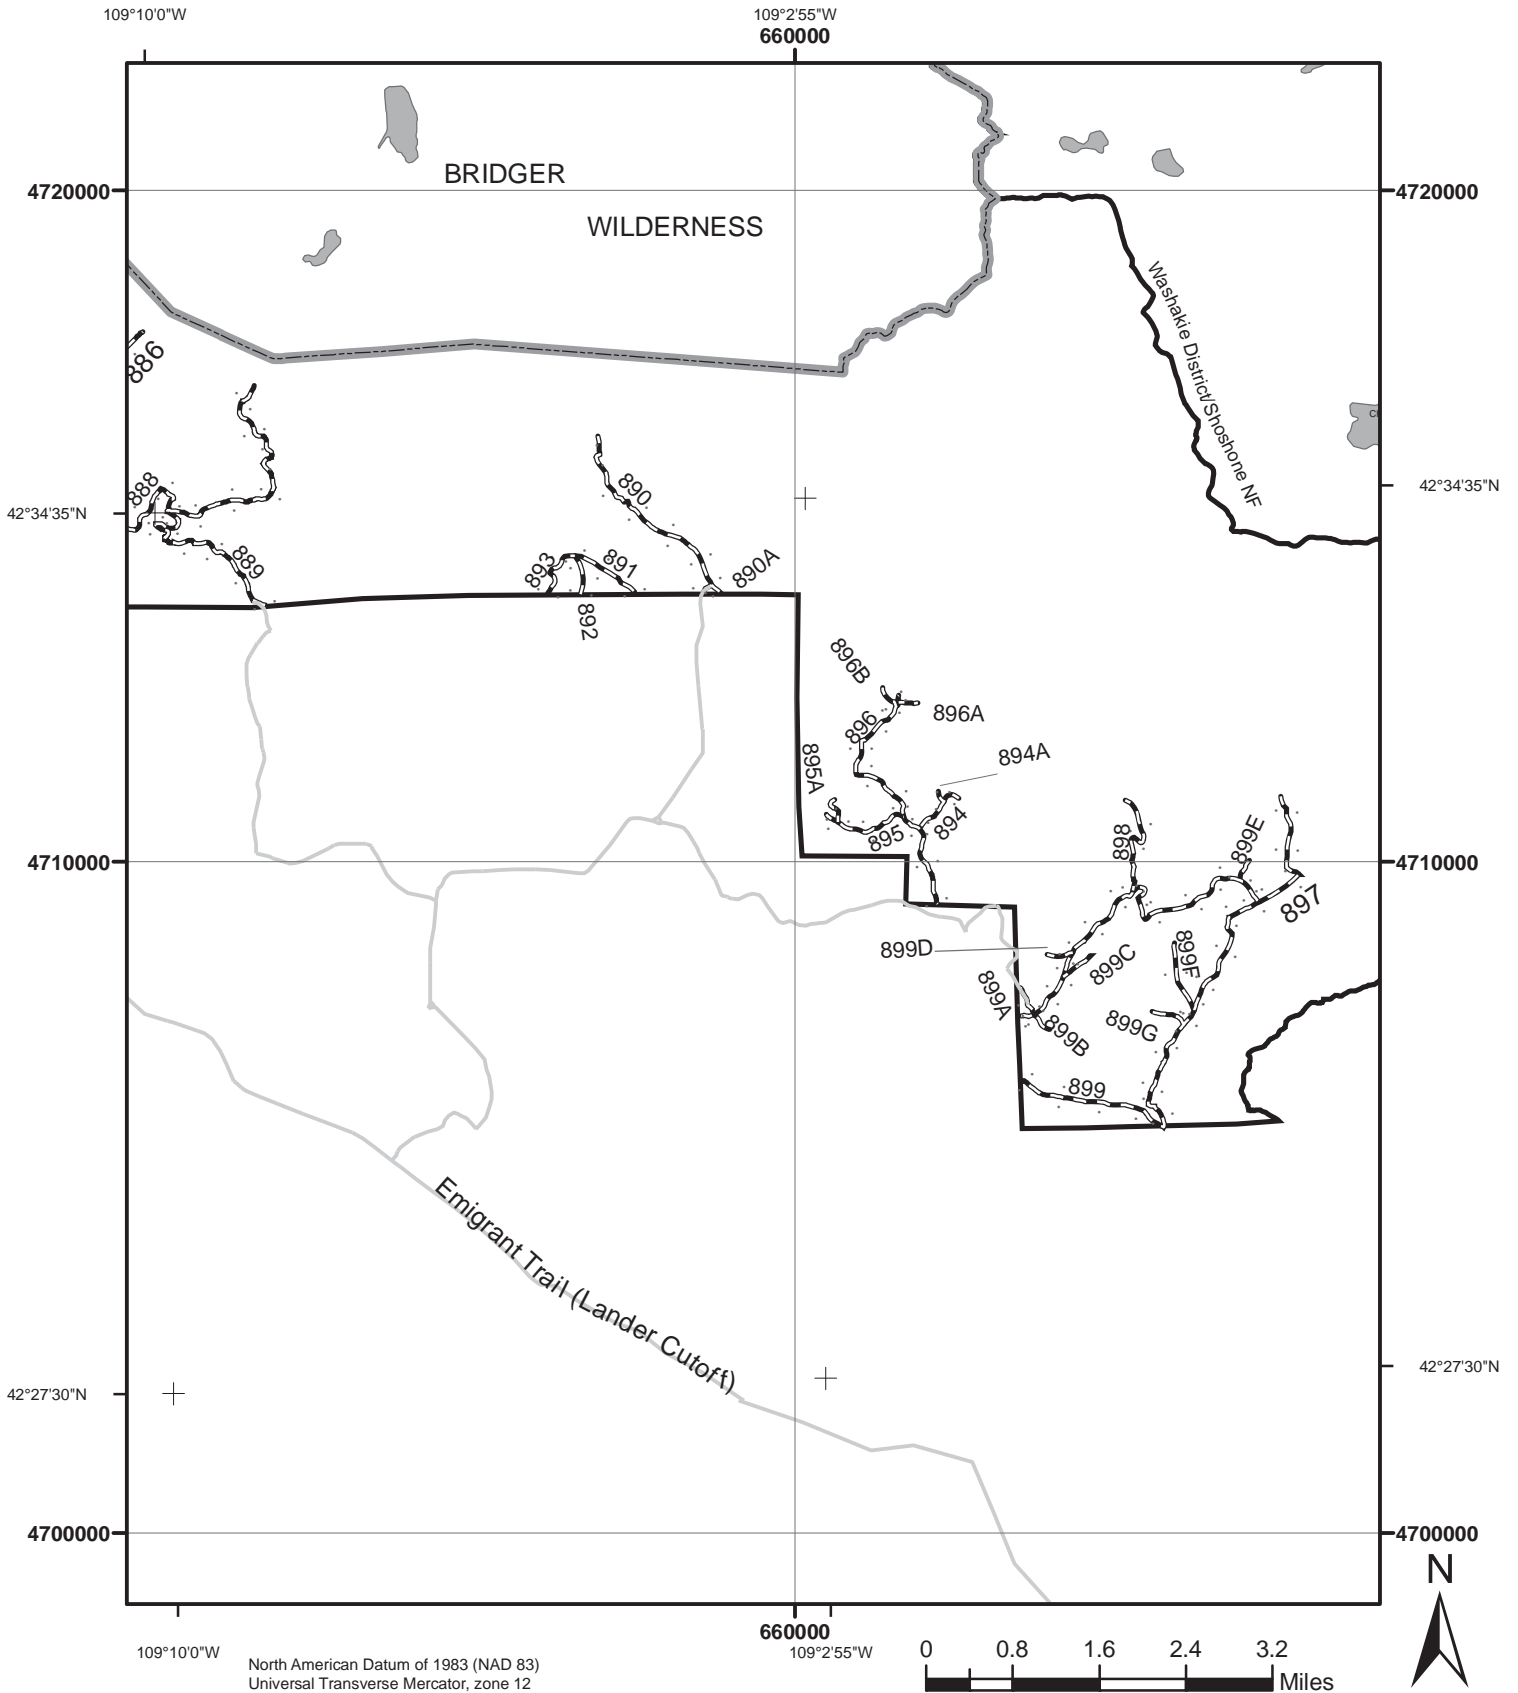 109°10'0"W
109°2'55"W
660000
BRIDGER
4720000
4720000
WILDERNESS
Washakie District/Shoshone NF
886
888
890
42°34'35"N
42°34'35"N
889
893
891
890A
892
896B
896
896A
895A
894A
895
894
898
899E
4710000
4710000
897
899D
899C
899F
899A
899B
899G
899
Emigrant Trail (Lander Cutoff)
42°27'30"N
42°27'30"N
4700000
4700000
N
660000
109°10'0"W
109°2'55"W
North American Datum of 1983 (NAD 83)
Universal Transverse Mercator, zone 12
0 0.8 1.6 2.4 3.2
Miles